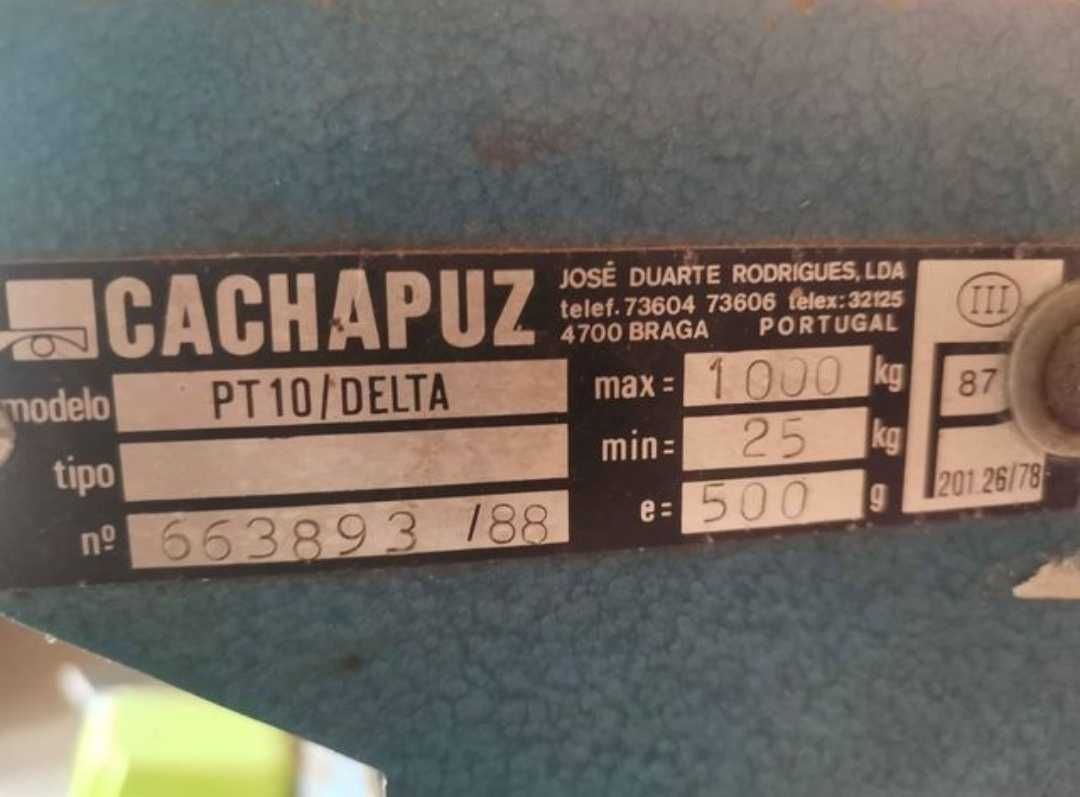 CACHAPUZ
JOSÉ DUARTE RODRIGUES, LDA
telef. 73604 73606 telex: 32125
4700 BRAGA PORTUGAL
III
modelo PT10/DELTA
max = 1000 kg
87
tipo
min = 25 kg
nº 663893 /88
e = 500 g
201.26/78